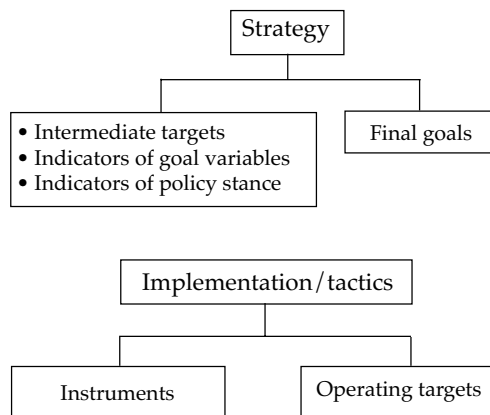 Strategy
• Intermediate targets
• Indicators of goal variables
• Indicators of policy stance
Final goals
Implementation/tactics
Instruments
Operating targets